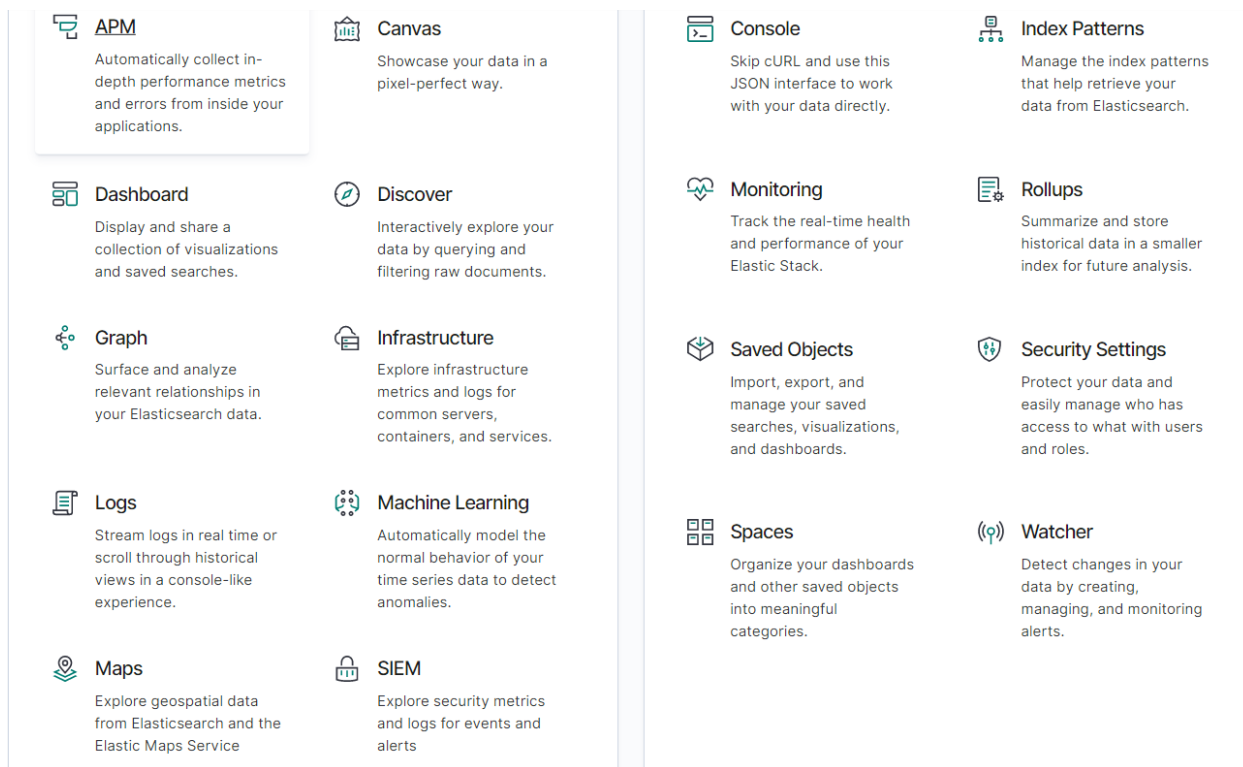 APM
Automatically collect in-
depth performance metrics
and errors from inside your
applications.
Canvas
Showcase your data in a
pixel-perfect way.
Dashboard
Display and share a
collection of visualizations
and saved searches.
Discover
Interactively explore your
data by querying and
filtering raw documents.
Graph
Surface and analyze
relevant relationships in
your Elasticsearch data.
Infrastructure
Explore infrastructure
metrics and logs for
common servers,
containers, and services.
Logs
Stream logs in real time or
scroll through historical
views in a console-like
experience.
Machine Learning
Automatically model the
normal behavior of your
time series data to detect
anomalies.
Maps
Explore geospatial data
from Elasticsearch and the
Elastic Maps Service
SIEM
Explore security metrics
and logs for events and
alerts
Console
Skip cURL and use this
JSON interface to work
with your data directly.
Index Patterns
Manage the index patterns
that help retrieve your
data from Elasticsearch.
Monitoring
Track the real-time health
and performance of your
Elastic Stack.
Rollups
Summarize and store
historical data in a smaller
index for future analysis.
Saved Objects
Import, export, and
manage your saved
searches, visualizations,
and dashboards.
Security Settings
Protect your data and
easily manage who has
access to what with users
and roles.
Spaces
Organize your dashboards
and other saved objects
into meaningful
categories.
Watcher
Detect changes in your
data by creating,
managing, and monitoring
alerts.